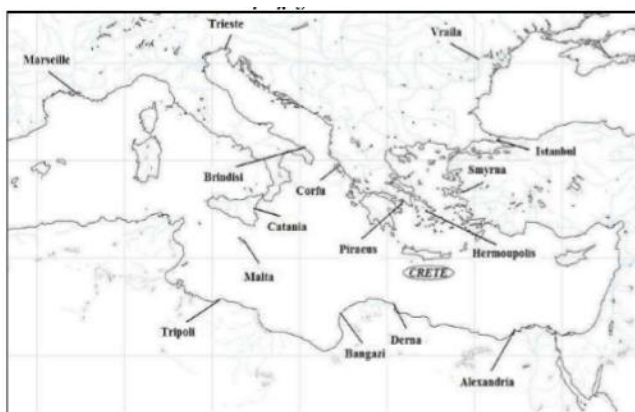 Trieste
Vraila
Marseille
Istanbul
Smyrna
Brindisi
Corfu
Catania
Piraeus
Hermoupolis
Malta
CRETE
Tripoli
Derna
Bangazi
Alexandria